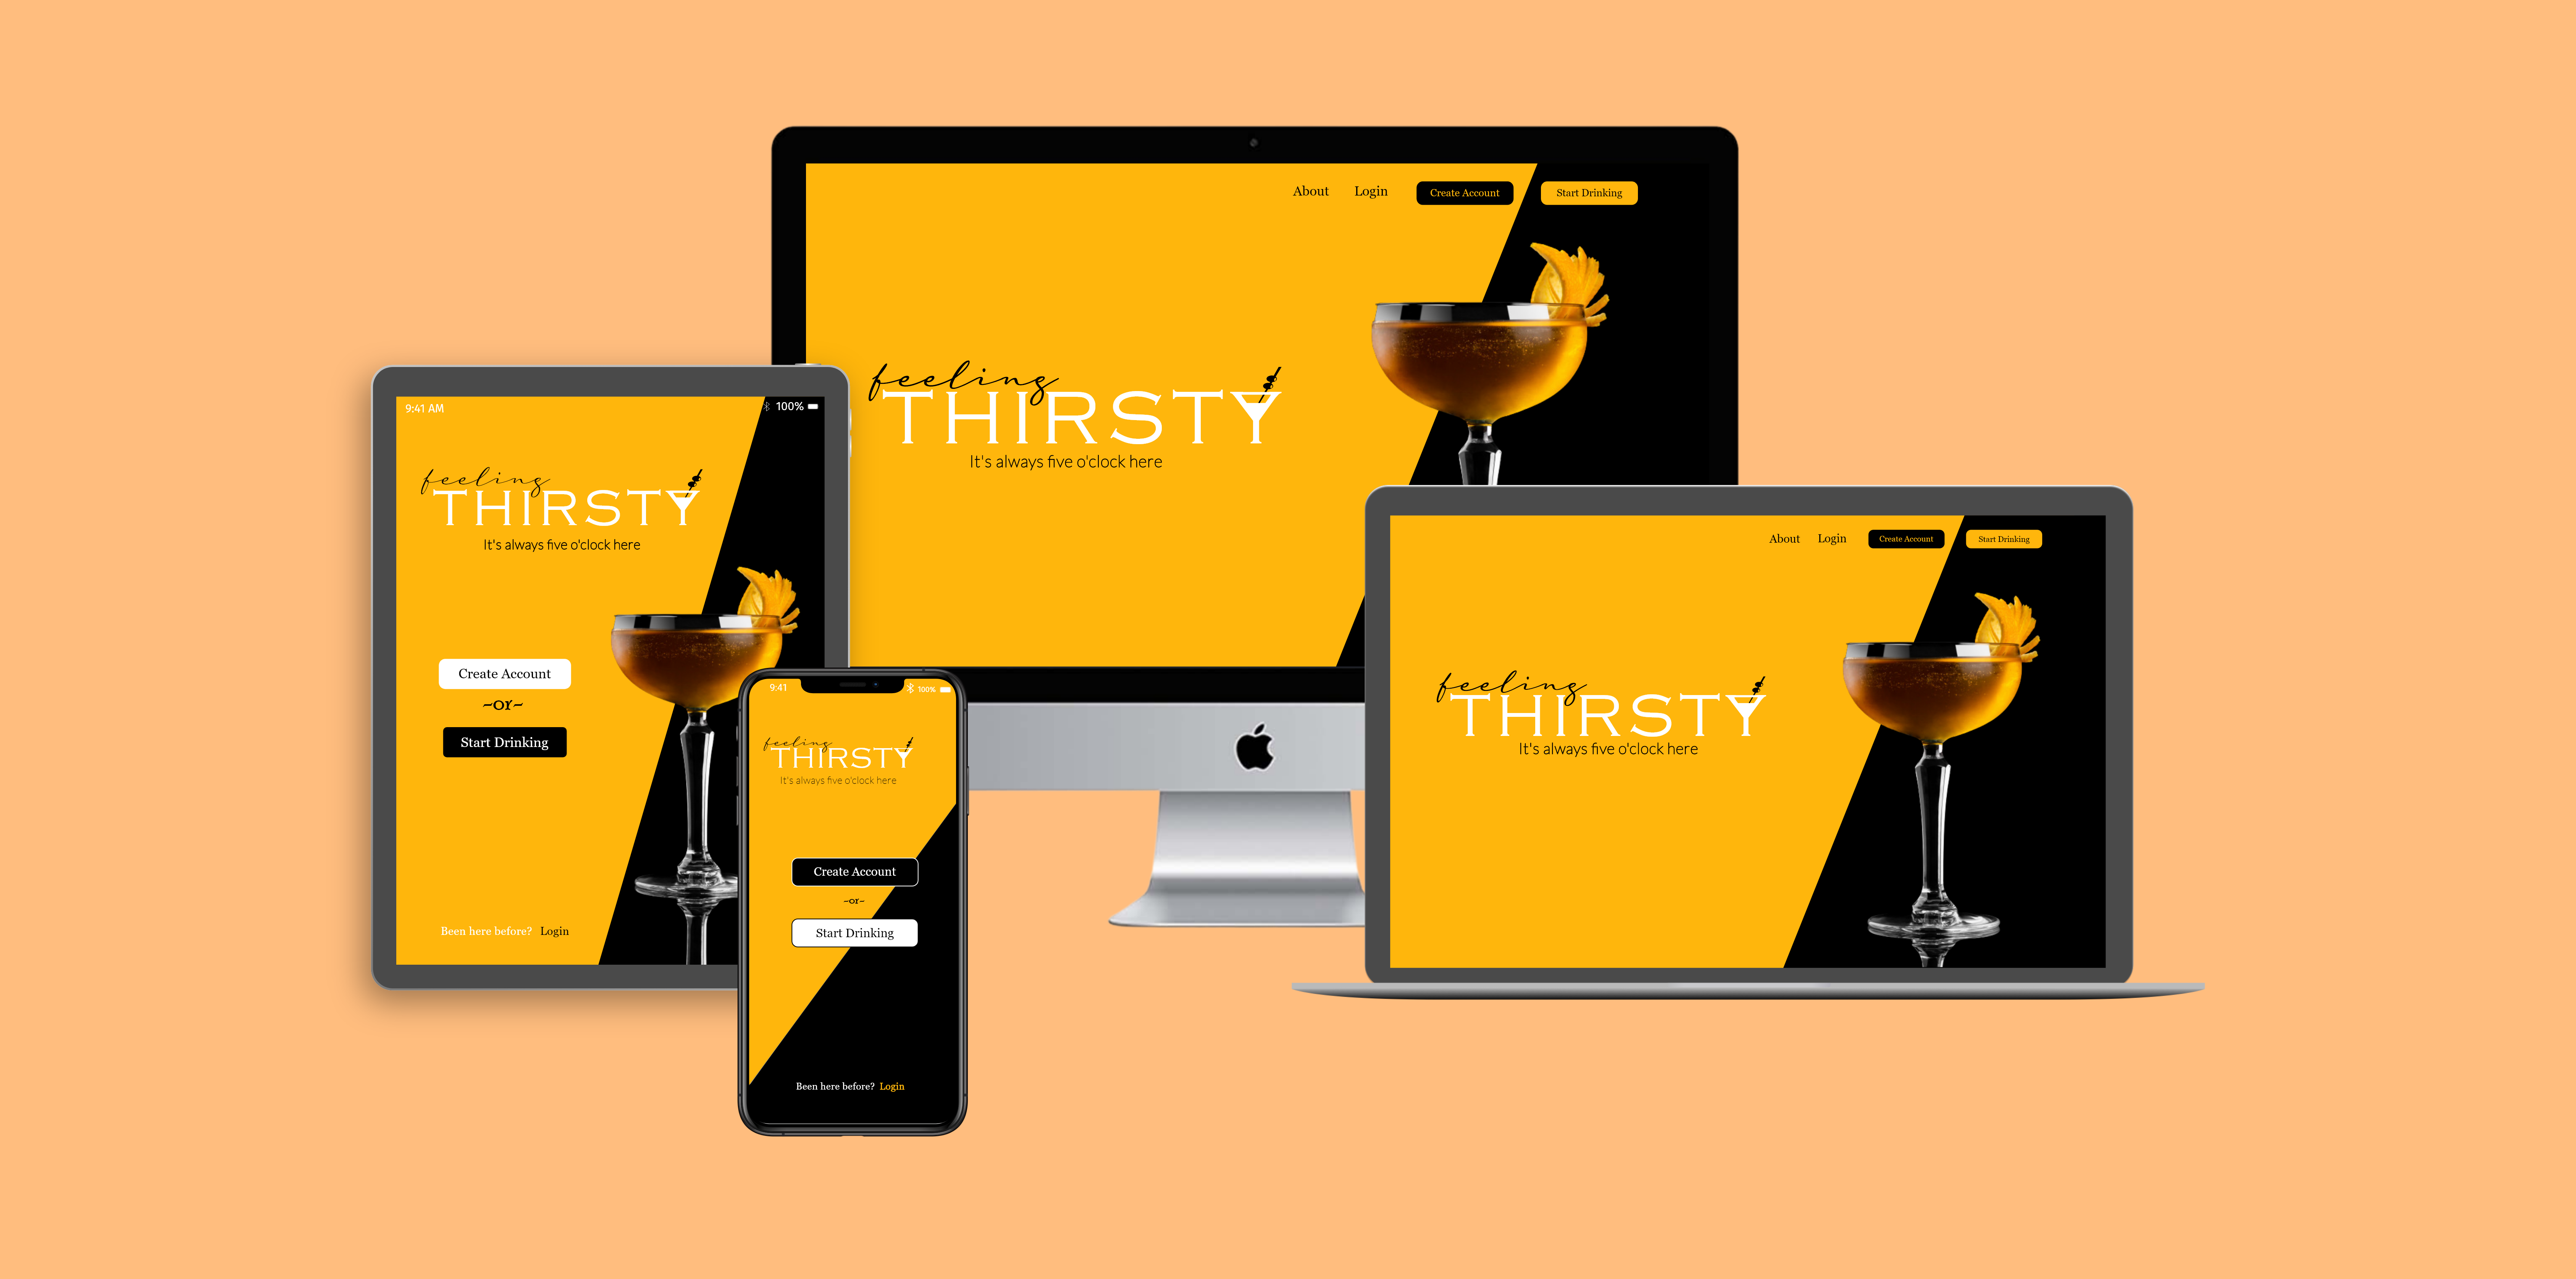 About Login Create Account Start Drinking
feeling
THIRSTY
It's always five o'clock here
9:41 AM 100%
feeling
THIRSTY
It's always five o'clock here
Create Account
~or~
Start Drinking
Been here before? Login
9:41 100%
feeling
THIRSTY
It's always five o'clock here
Create Account
~or~
Start Drinking
Been here before? Login
About Login Create Account Start Drinking
feeling
THIRSTY
It's always five o'clock here